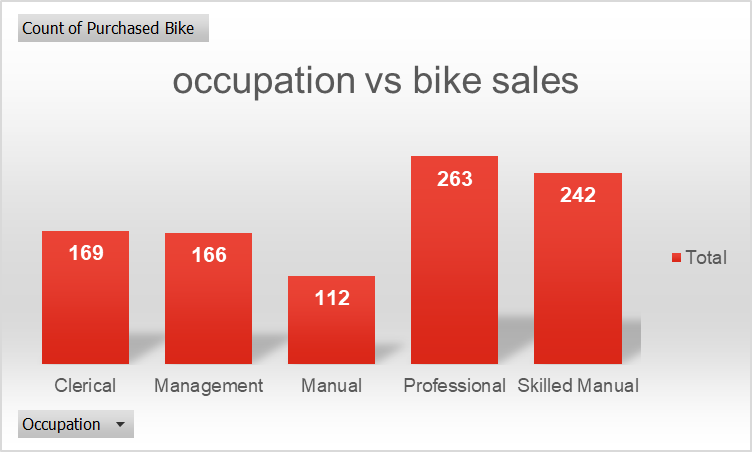 Count of Purchased Bike
occupation vs bike sales
169
166
112
263
242
Total
Clerical
Management
Manual
Professional
Skilled Manual
Occupation